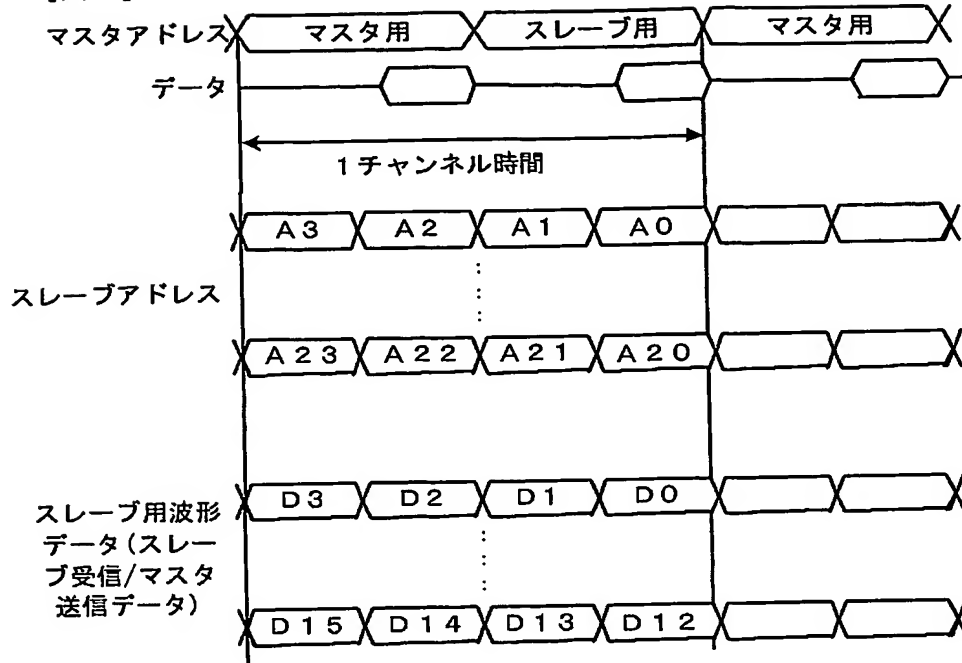 マスタアドレス マスタ用 スレーブ用 マスタ用
データ
1チャンネル時間
A3 A2 A1 A0
スレーブアドレス
A23 A22 A21 A20
D3 D2 D1 D0
スレーブ用波形
データ(スレー
ブ受信/マスタ
送信データ)
D15 D14 D13 D12